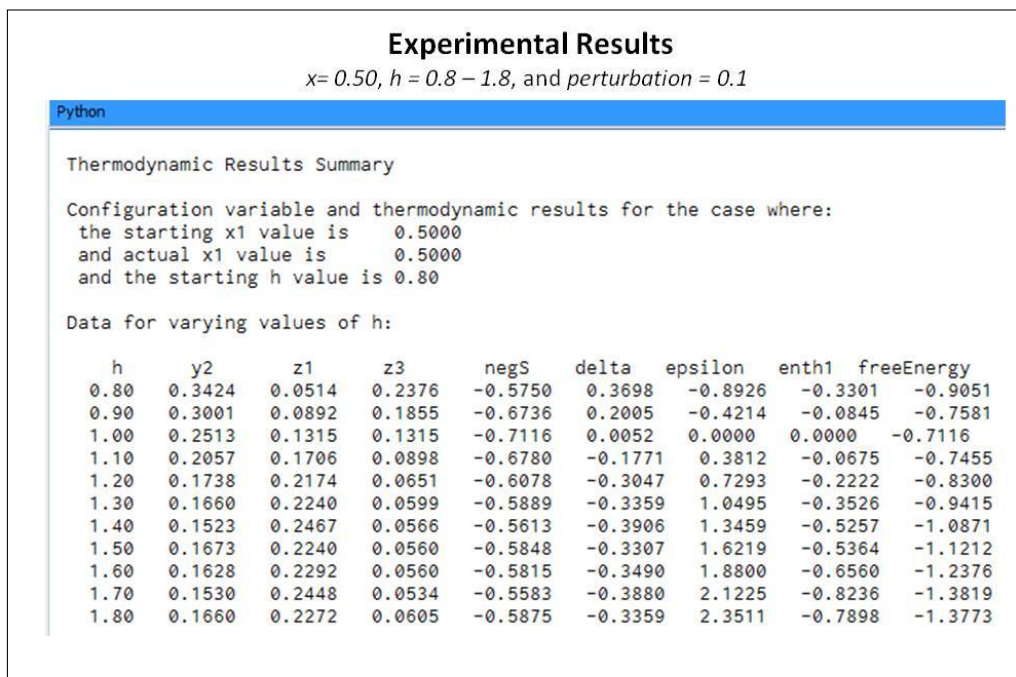 Experimental Results
x= 0.50, h = 0.8 – 1.8, and perturbation = 0.1
Python
Thermodynamic Results Summary
Configuration variable and thermodynamic results for the case where:
the starting x1 value is 0.5000
and actual x1 value is 0.5000
and the starting h value is 0.80
Data for varying values of h:
h y2 z1 z3 negS delta epsilon enth1 freeEnergy
0.80 0.3424 0.0514 0.2376 -0.5750 0.3698 -0.8926 -0.3301 -0.9051
0.90 0.3001 0.0892 0.1855 -0.6736 0.2005 -0.4214 -0.0845 -0.7581
1.00 0.2513 0.1315 0.1315 -0.7116 0.0052 0.0000 0.0000 -0.7116
1.10 0.2057 0.1706 0.0898 -0.6780 -0.1771 0.3812 -0.0675 -0.7455
1.20 0.1738 0.2174 0.0651 -0.6078 -0.3047 0.7293 -0.2222 -0.8300
1.30 0.1660 0.2240 0.0599 -0.5889 -0.3359 1.0495 -0.3526 -0.9415
1.40 0.1523 0.2467 0.0566 -0.5613 -0.3906 1.3459 -0.5257 -1.0871
1.50 0.1673 0.2240 0.0560 -0.5848 -0.3307 1.6219 -0.5364 -1.1212
1.60 0.1628 0.2292 0.0560 -0.5815 -0.3490 1.8800 -0.6560 -1.2376
1.70 0.1530 0.2448 0.0534 -0.5583 -0.3880 2.1225 -0.8236 -1.3819
1.80 0.1660 0.2272 0.0605 -0.5875 -0.3359 2.3511 -0.7898 -1.3773